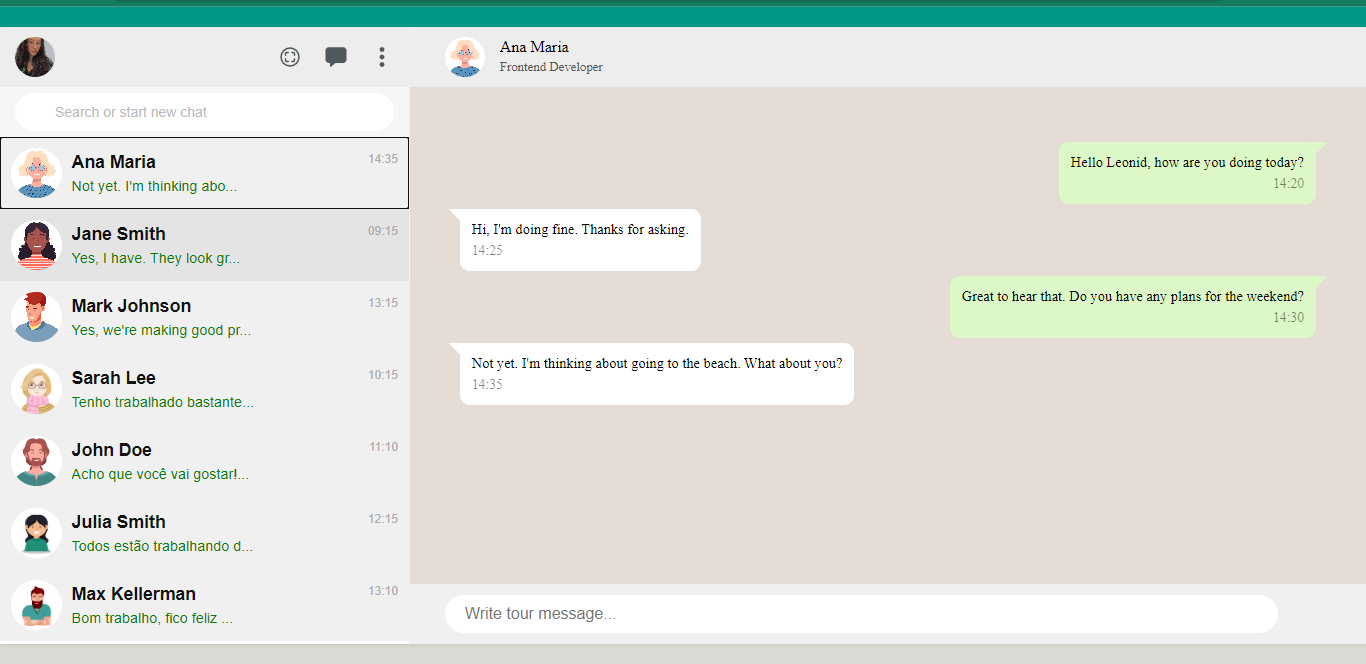 Search or start new chat
Ana Maria
14:35
Not yet. I'm thinking abo...
Jane Smith
09:15
Yes, I have. They look gr...
Mark Johnson
13:15
Yes, we're making good pr...
Sarah Lee
10:15
Tenho trabalhado bastante...
John Doe
11:10
Acho que você vai gostar!...
Julia Smith
12:15
Todos estão trabalhando d...
Max Kellerman
13:10
Bom trabalho, fico feliz ...
Ana Maria
Frontend Developer
Hello Leonid, how are you doing today?
14:20
Hi, I'm doing fine. Thanks for asking.
14:25
Great to hear that. Do you have any plans for the weekend?
14:30
Not yet. I'm thinking about going to the beach. What about you?
14:35
Write tour message...